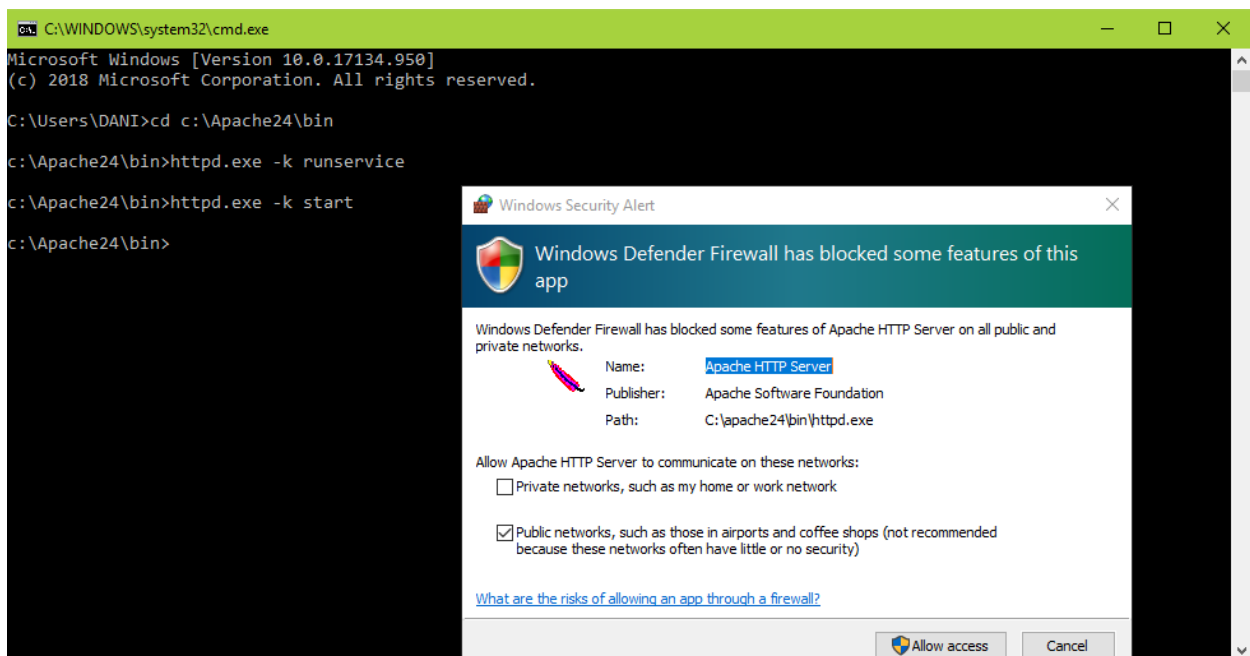 C:\WINDOWS\system32\cmd.exe
Microsoft Windows [Version 10.0.17134.950]
(c) 2018 Microsoft Corporation. All rights reserved.
C:\Users\DANI>cd c:\Apache24\bin
c:\Apache24\bin>httpd.exe -k runservice
c:\Apache24\bin>httpd.exe -k start
c:\Apache24\bin>
Windows Security Alert
Windows Defender Firewall has blocked some features of this
app
Windows Defender Firewall has blocked some features of Apache HTTP Server on all public and
private networks.
Name: Apache HTTP Server
Publisher: Apache Software Foundation
Path: C:\apache24\bin\httpd.exe
Allow Apache HTTP Server to communicate on these networks:
Private networks, such as my home or work network
Public networks, such as those in airports and coffee shops (not recommended
because these networks often have little or no security)
What are the risks of allowing an app through a firewall?
Allow access Cancel